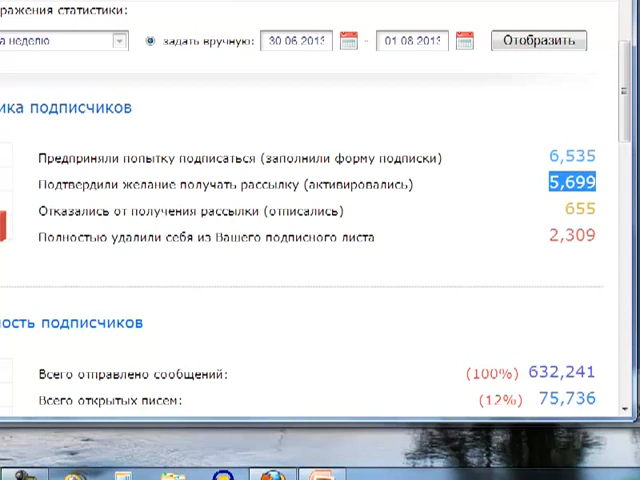 ражения статистики:
а неделю задать вручную: 30 06 2013 - 01 08 2013 Отобразить
ика подписчиков
Предприняли попытку подписаться (заполнили форму подписки) 6,535
Подтвердили желание получать рассылку (активировались) 5,699
Отказались от получения рассылки (отписались) 655
Полностью удалили себя из Вашего подписного листа 2,309
ность подписчиков
Всего отправлено сообщений: (100%) 632,241
Всего открытых писем: (12%) 75,736